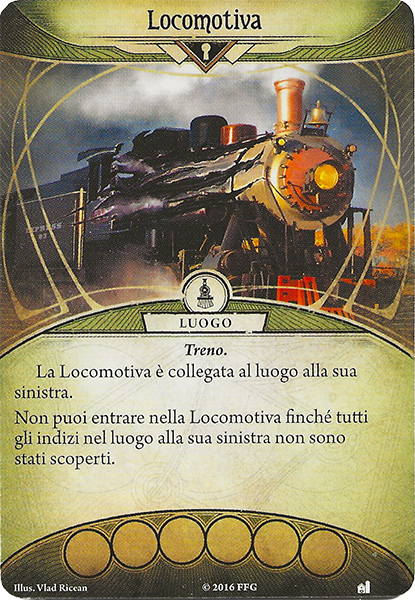 Locomotiva
EXPRESS
LUOGO
Treno.
La Locomotiva è collegata al luogo alla sua
sinistra.
Non puoi entrare nella Locomotiva finché tutti
gli indizi nel luogo alla sua sinistra non sono
stati scoperti.
Illus. Vlad Ricean
© 2016 FFG